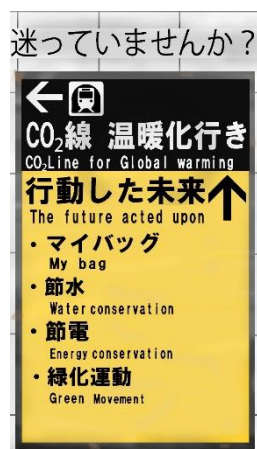 迷っていませんか？
←
CO₂線 温暖化行き
CO₂Line for Global warming
行動した未来↑
The future acted upon
・マイバッグ
My bag
・節水
Water conservation
・節電
Energy conservation
・緑化運動
Green Movement